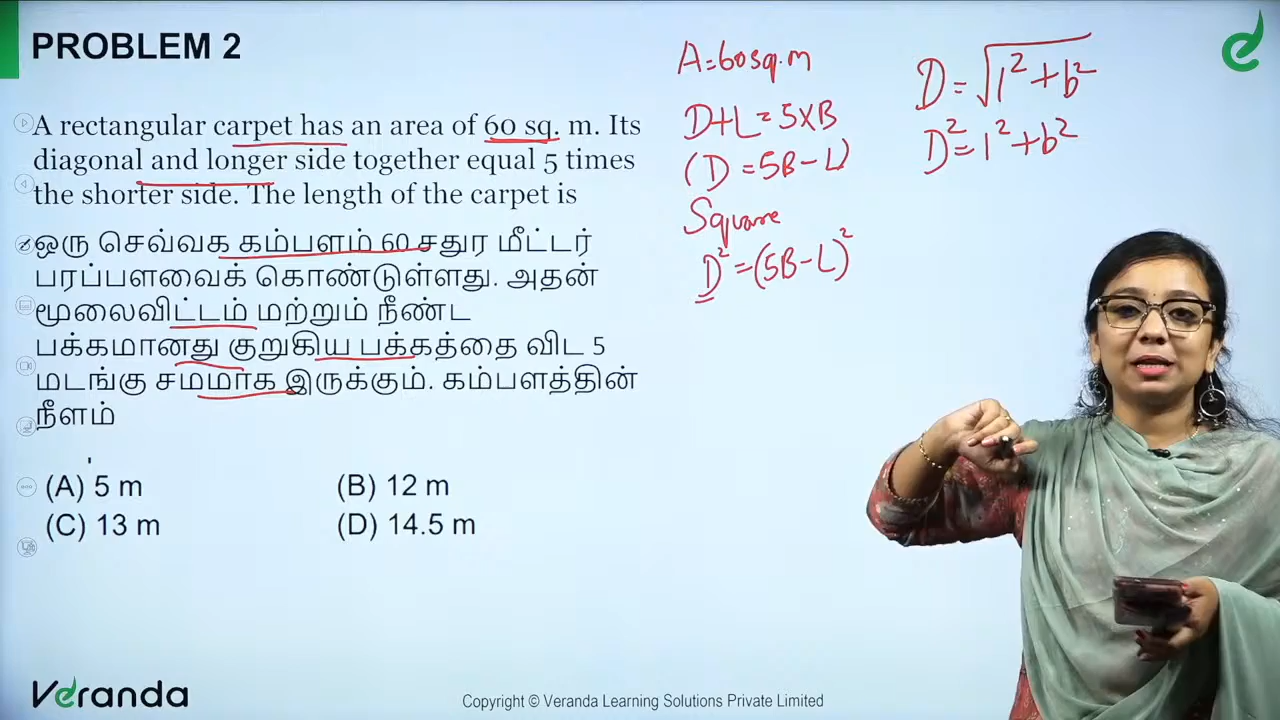 PROBLEM 2
A rectangular carpet has an area of 60 sq. m. Its
diagonal and longer side together equal 5 times
the shorter side. The length of the carpet is
ஒரு செவ்வக கம்பளம் 60 சதுர மீட்டர்
பரப்பளவைக் கொண்டுள்ளது. அதன்
மூலைவிட்டம் மற்றும் நீண்ட
பக்கமானது குறுகிய பக்கத்தை விட 5
மடங்கு சமமாக இருக்கும். கம்பளத்தின்
நீளம்
(A) 5 m
(B) 12 m
(C) 13 m
(D) 14.5 m
A=60sq.m
D+L=5×B
(D=5B-L)
Square
D²=(5B-L)²
D=√l²+b²
D²=l²+b²
Veranda
Copyright © Veranda Learning Solutions Private Limited